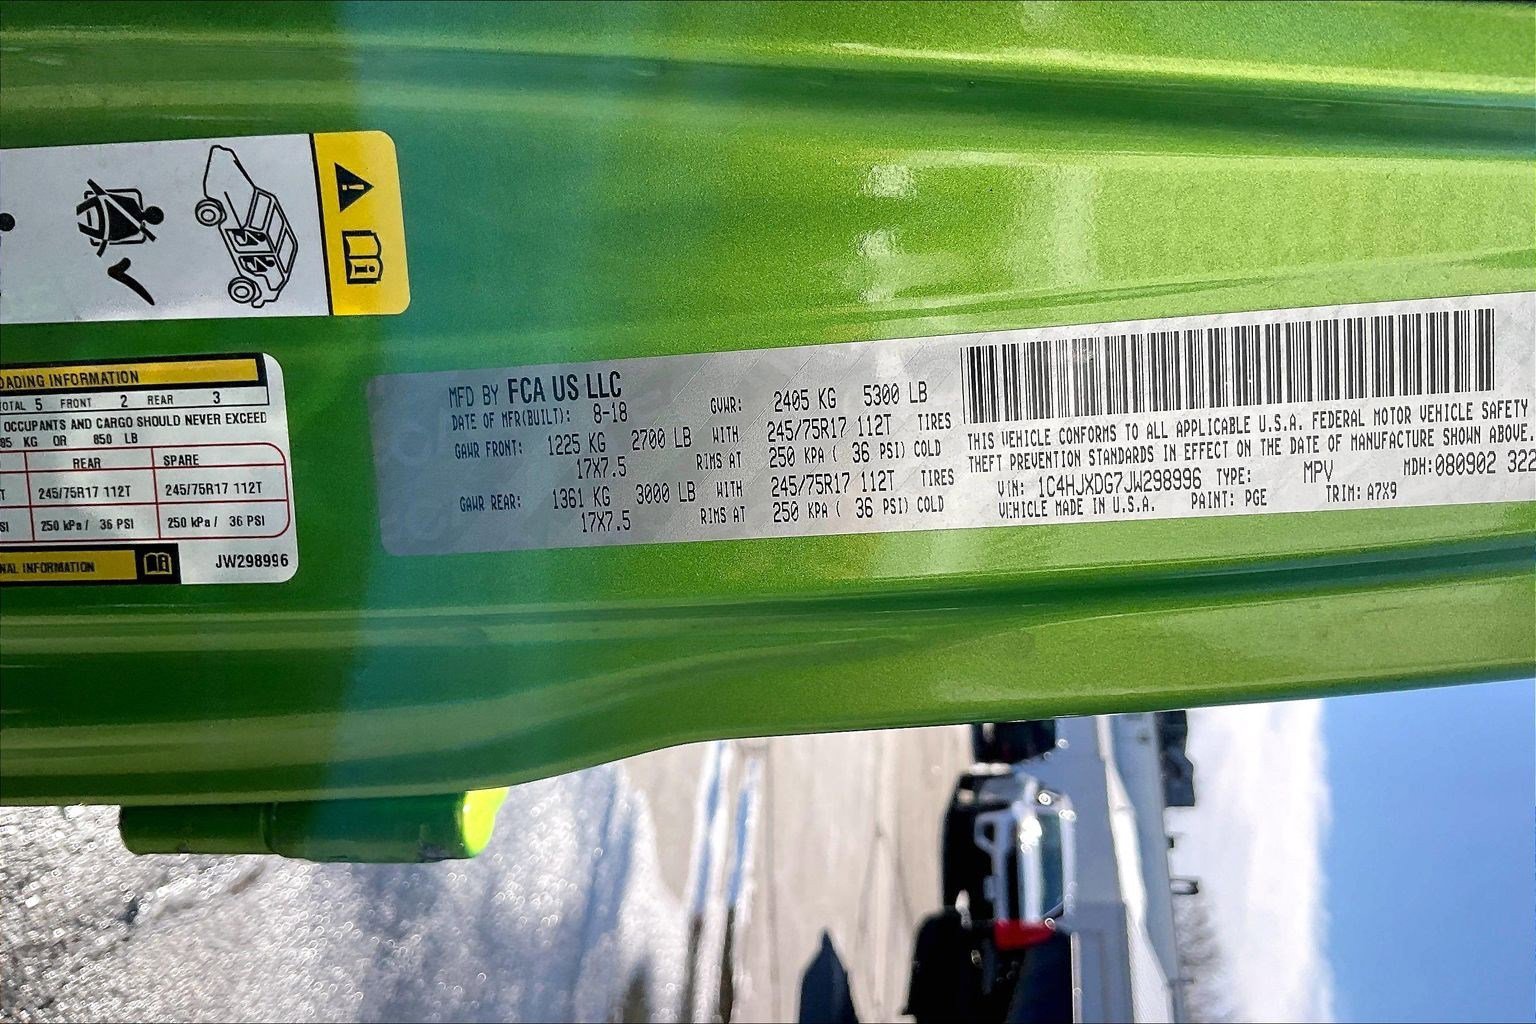 OADING INFORMATION
OTAL 5 FRONT 2 REAR 3
OCCUPANTS AND CARGO SHOULD NEVER EXCEED
85 KG OR 850 LB
REAR SPARE
T 245/75R17 112T 245/75R17 112T
SI 250 kPa / 36 PSI 250 kPa / 36 PSI
NAL INFORMATION
JW298996
MFD BY FCA US LLC
DATE OF MFR(BUILT): 8-18 GVWR: 2405 KG 5300 LB
GAWR FRONT: 1225 KG 2700 LB WITH 245/75R17 112T TIRES
17X7.5 RIMS AT 250 KPA ( 36 PSI) COLD
GAWR REAR: 1361 KG 3000 LB WITH 245/75R17 112T TIRES
17X7.5 RIMS AT 250 KPA ( 36 PSI) COLD
THIS VEHICLE CONFORMS TO ALL APPLICABLE U.S.A. FEDERAL MOTOR VEHICLE SAFETY
THEFT PREVENTION STANDARDS IN EFFECT ON THE DATE OF MANUFACTURE SHOWN ABOVE.
VIN: 1C4HJXDG7JW298996 TYPE: MPV MDH:080902 322
VEHICLE MADE IN U.S.A. PAINT: PGE TRIM: A7X9